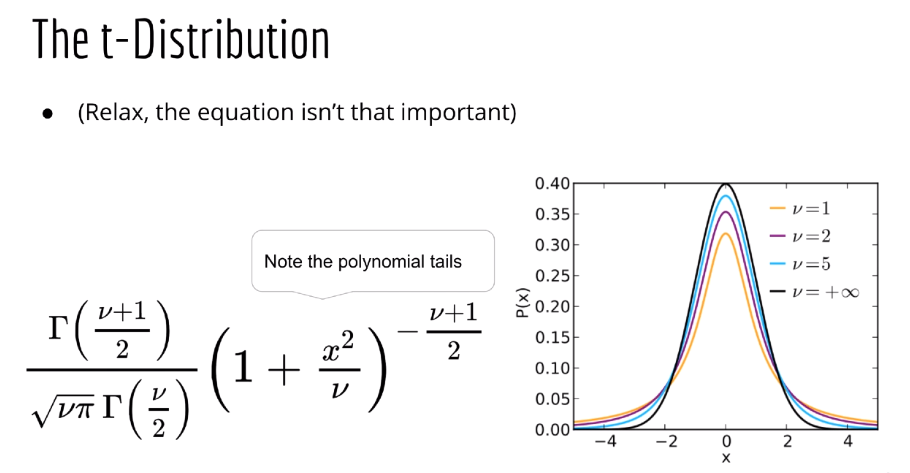 The t-Distribution
● (Relax, the equation isn’t that important)
Note the polynomial tails
Γ(ν+1/2) / √νπ Γ(ν/2) (1 + x²/ν)^−ν+1/2
P(x)
0.40
0.35
0.30
0.25
0.20
0.15
0.10
0.05
0.00
ν=1
ν=2
ν=5
ν=+∞
−4 −2 0 2 4
x